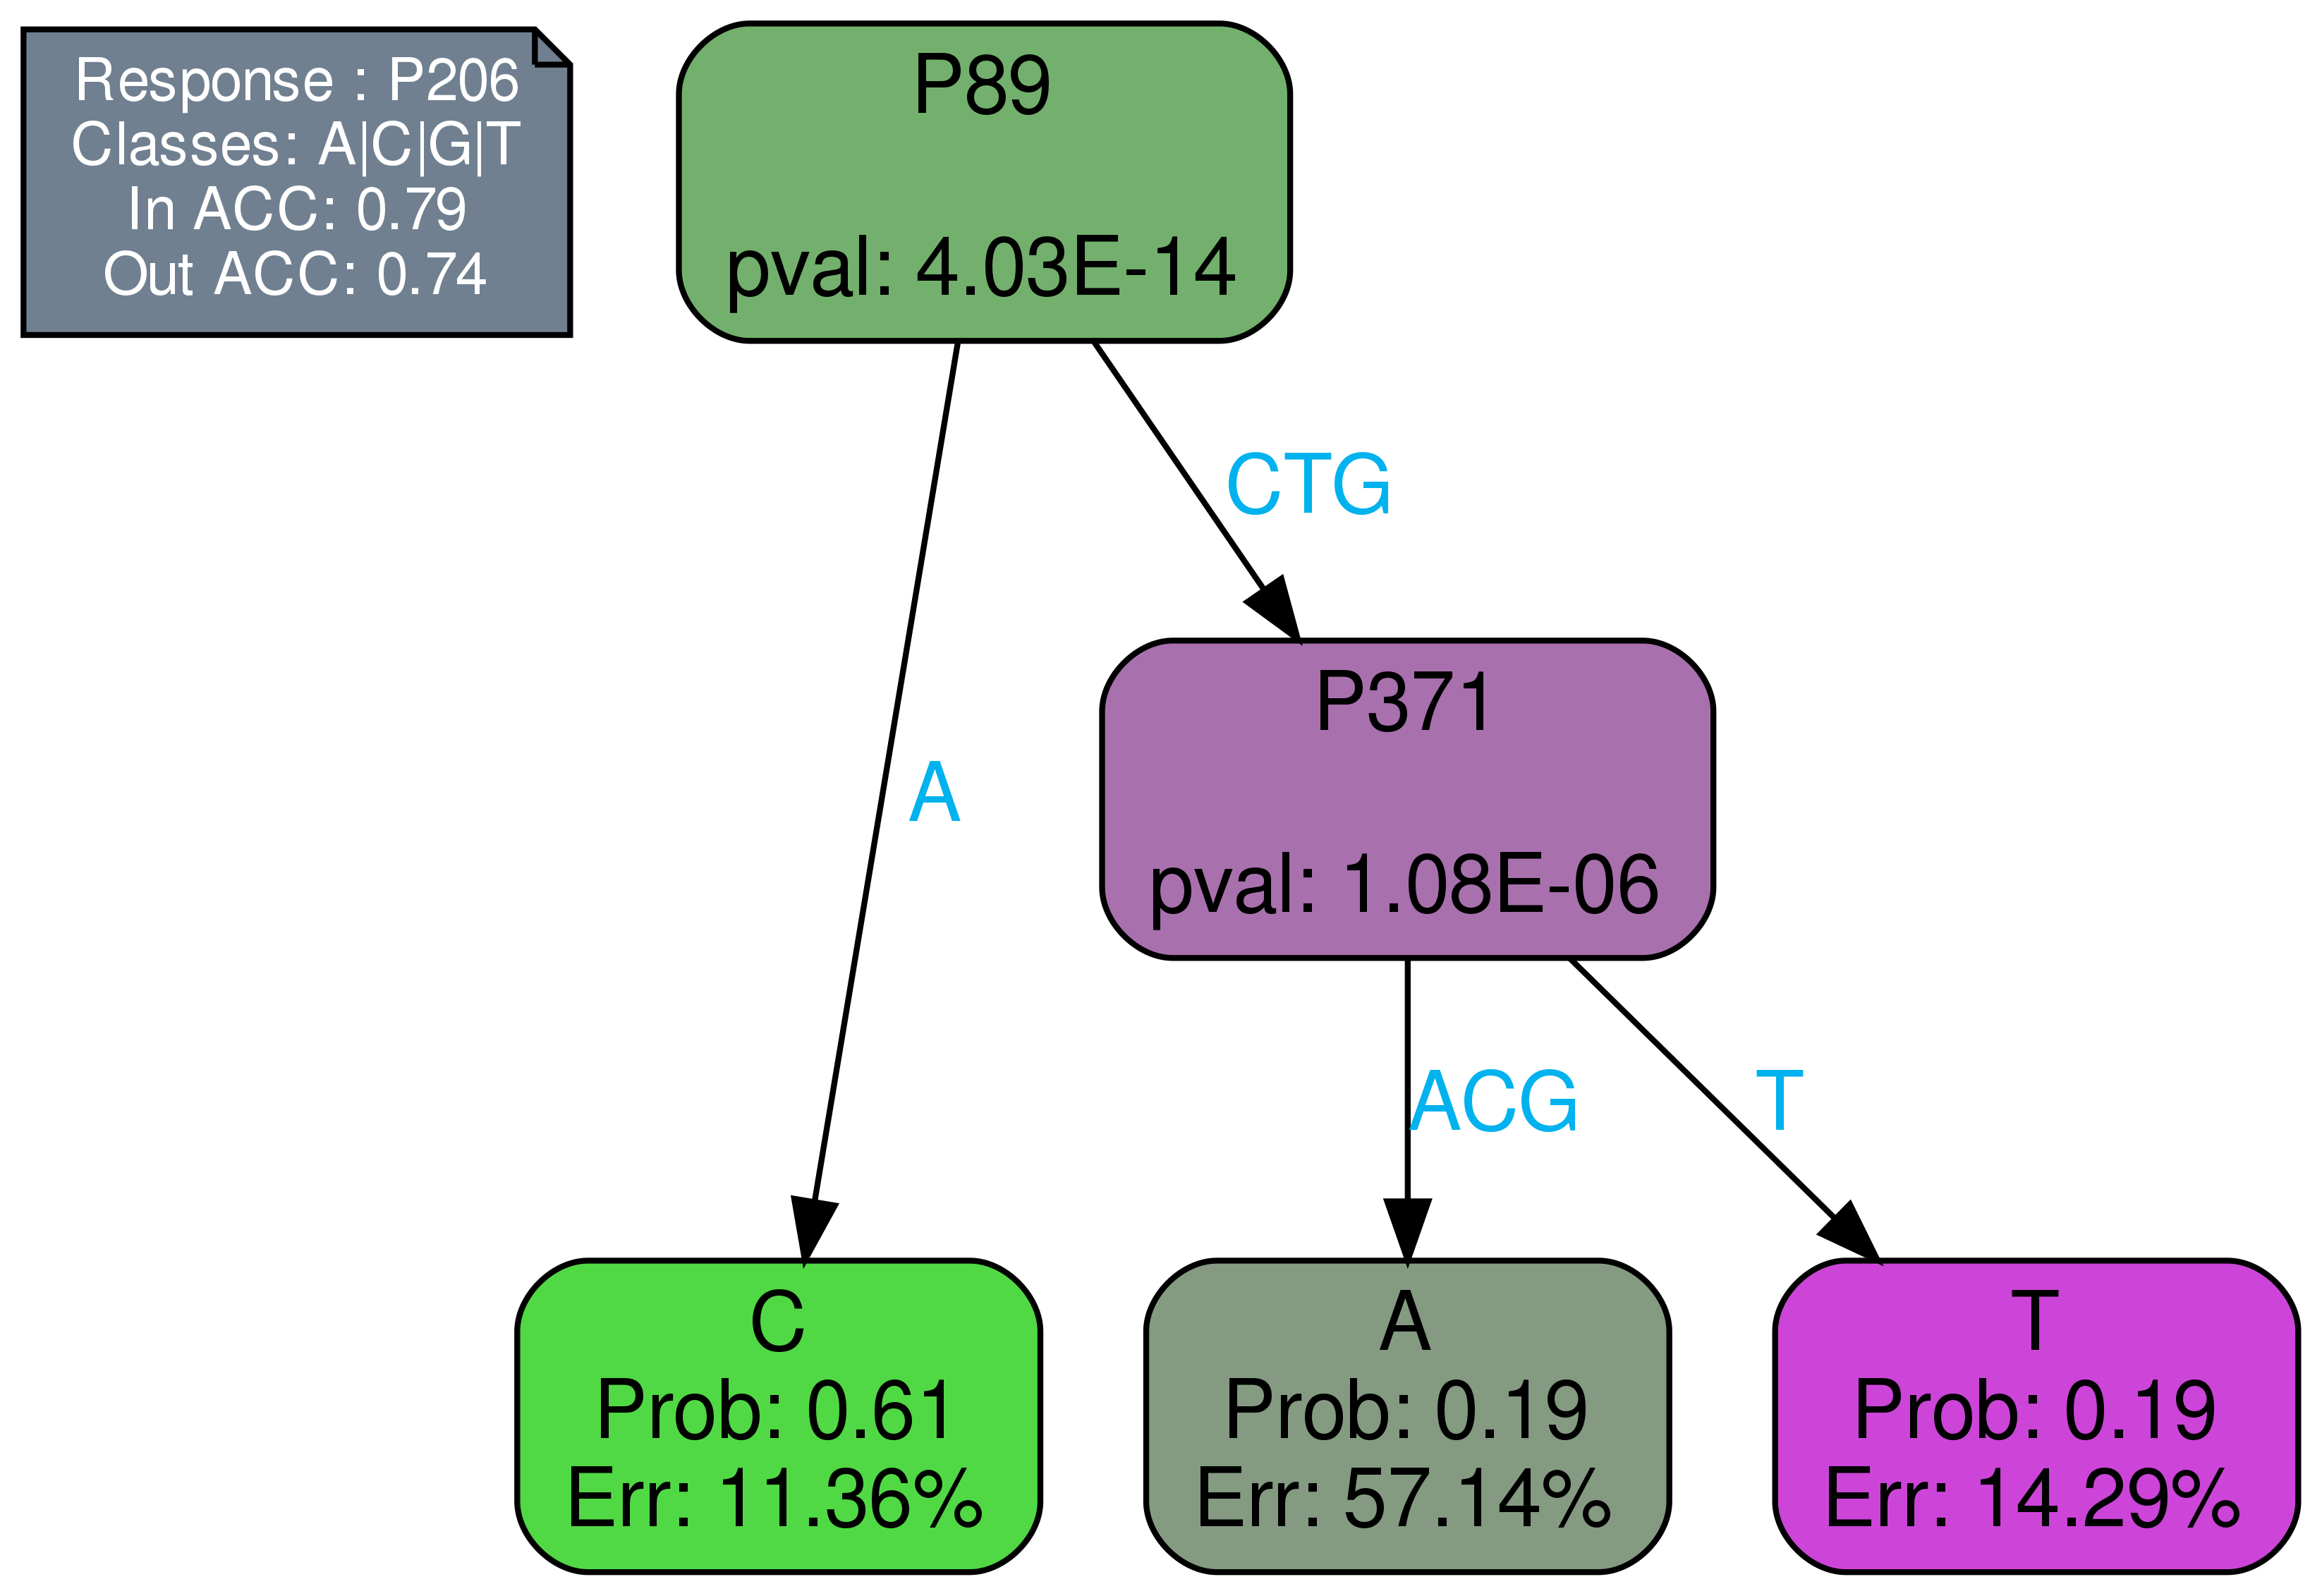 Response : P206
Classes: A|C|G|T
In ACC: 0.79
Out ACC: 0.74
P89
pval: 4.03E-14
CTG
P371
pval: 1.08E-06
A
ACG
T
C
Prob: 0.61
Err: 11.36%
A
Prob: 0.19
Err: 57.14%
T
Prob: 0.19
Err: 14.29%